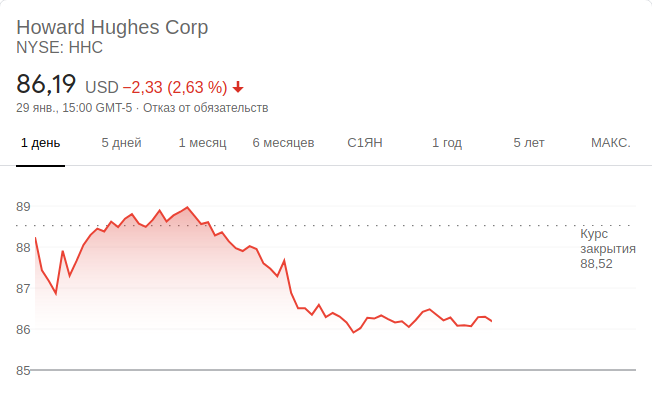 Howard Hughes Corp
NYSE: HHC
86,19 USD −2,33 (2,63 %)
29 янв., 15:00 GMT-5 · Отказ от обязательств
1 день 5 дней 1 месяц 6 месяцев С1ЯН 1 год 5 лет МАКС.
89
88
87
86
85
Курс
закрытия
88,52